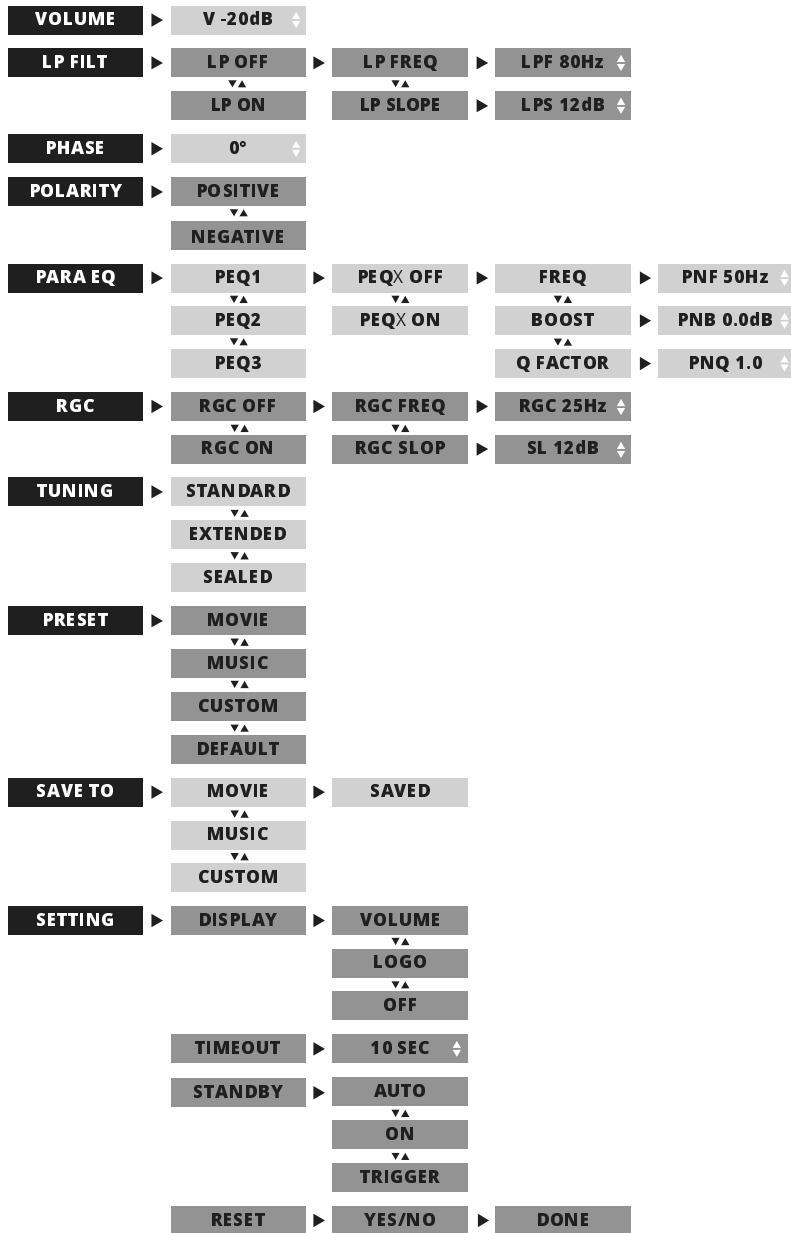 VOLUME V -20dB
LP FILT LP OFF LP FREQ LPF 80Hz
LP ON LP SLOPE LPS 12dB
PHASE 0°
POLARITY POSITIVE
NEGATIVE
PARA EQ PEQ1 PEQX OFF FREQ PNF 50Hz
PEQ2 PEQX ON BOOST PNB 0.0dB
PEQ3 Q FACTOR PNQ 1.0
RGC RGC OFF RGC FREQ RGC 25Hz
RGC ON RGC SLOP SL 12dB
TUNING STANDARD
EXTENDED
SEALED
PRESET MOVIE
MUSIC
CUSTOM
DEFAULT
SAVE TO MOVIE SAVED
MUSIC
CUSTOM
SETTING DISPLAY VOLUME
LOGO
OFF
TIMEOUT 10 SEC
STANDBY AUTO
ON
TRIGGER
RESET YES/NO DONE